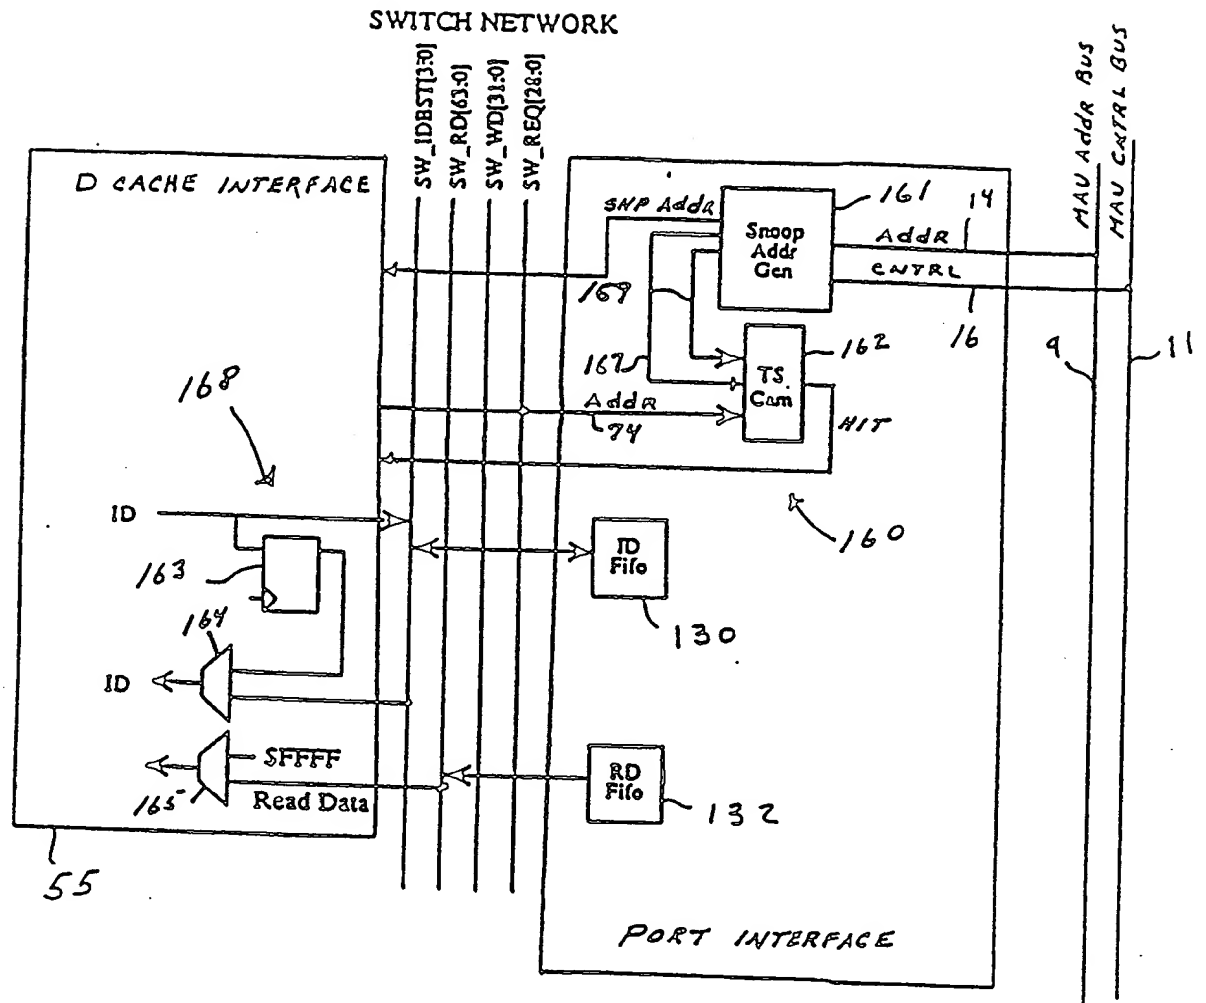 SWITCH NETWORK
SW_IDBST[3:0]
SW_RD[63:0]
SW_WD[31:0]
SW_REQ[28:0]
MAU Addr BUS
MAU CNTRL BUS
D CACHE INTERFACE
SNP Addr
Snoop
Addr
Gen
161
14
Addr
CNTRL
169
16
9
11
162
167
TS.
Cam
Addr
74
HIT
168
160
ID
ID
Fifo
130
163
164
ID
$FFFF
Read Data
165
RD
Fifo
132
55
PORT INTERFACE